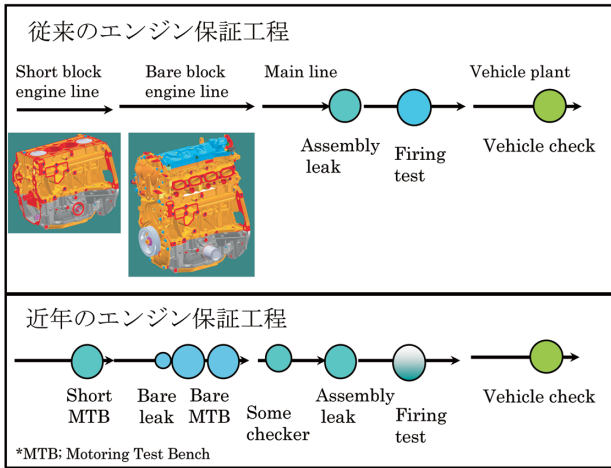 従来のエンジン保証工程
Short block
engine line
Bare block
engine line
Main line
Vehicle plant
Assembly
leak
Firing
test
Vehicle check
近年のエンジン保証工程
Short
MTB
Bare
leak
Bare
MTB
Some
checker
Assembly
leak
Firing
test
Vehicle check
*MTB; Motoring Test Bench